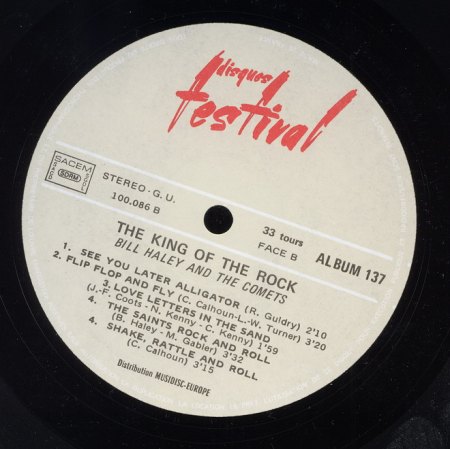 disques
festival
SACEM
SDRM
STEREO - G. U.
100.086 B
33 tours
FACE B
ALBUM 137
THE KING OF THE ROCK
BILL HALEY AND THE COMETS
1. SEE YOU LATER ALLIGATOR (R. Guldry) 2'10
2. FLIP FLOP AND FLY (C. Calhoun-L.-W. Turner) 3'20
3. LOVE LETTERS IN THE SAND
(J.-F. Coots - N. Kenny - C. Kenny) 1'59
4. THE SAINTS ROCK AND ROLL
(B. Haley - M. Gabler) 3'32
4. SHAKE, RATTLE AND ROLL
(C. Calhoun) 3'15
Distribution MUSIDISC-EUROPE